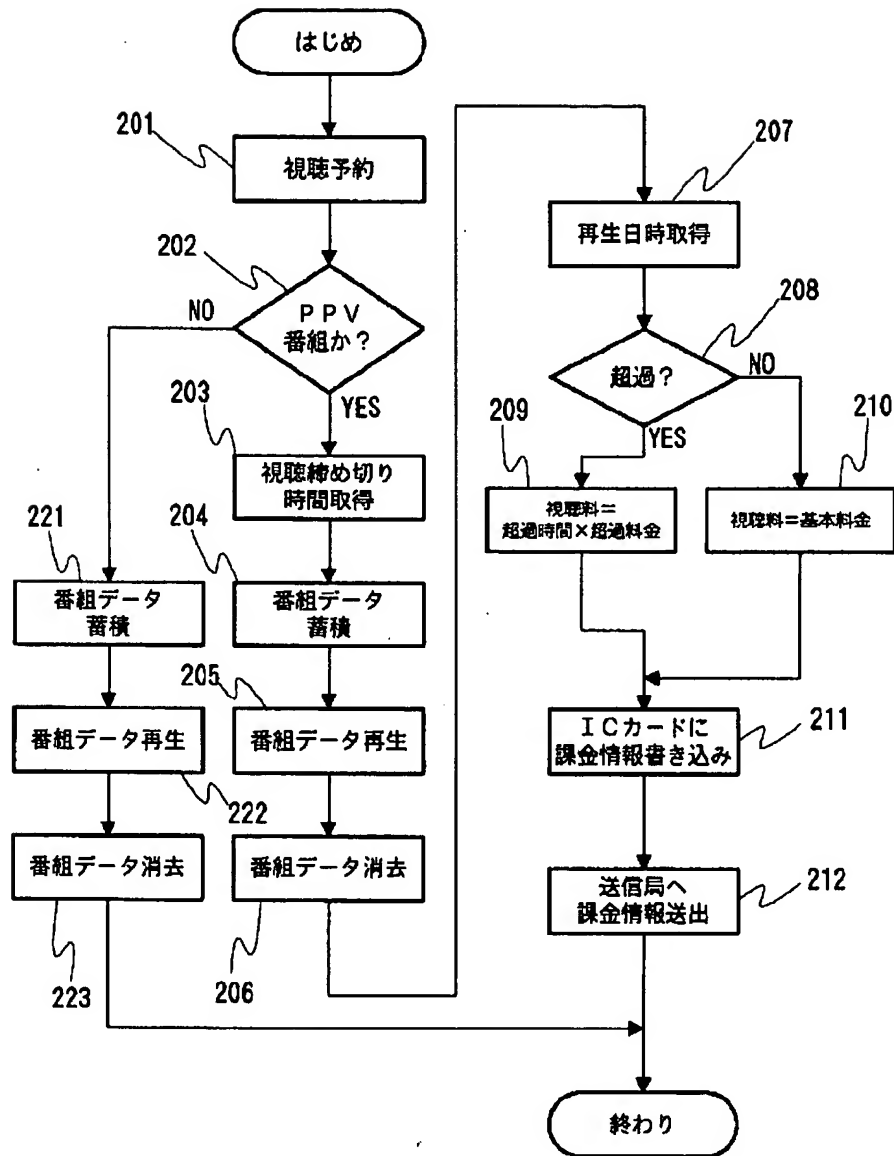 はじめ
201
視聴予約
202
PPV
番組か？
NO
YES
203
視聴締め切り
時間取得
221
番組データ
蓄積
204
番組データ
蓄積
番組データ再生
222
205
番組データ再生
番組データ消去
223
番組データ消去
206
207
再生日時取得
208
超過？
NO
YES
209
視聴料＝
超過時間×超過料金
210
視聴料＝基本料金
ICカードに
課金情報書き込み
211
送信局へ
課金情報送出
212
終わり